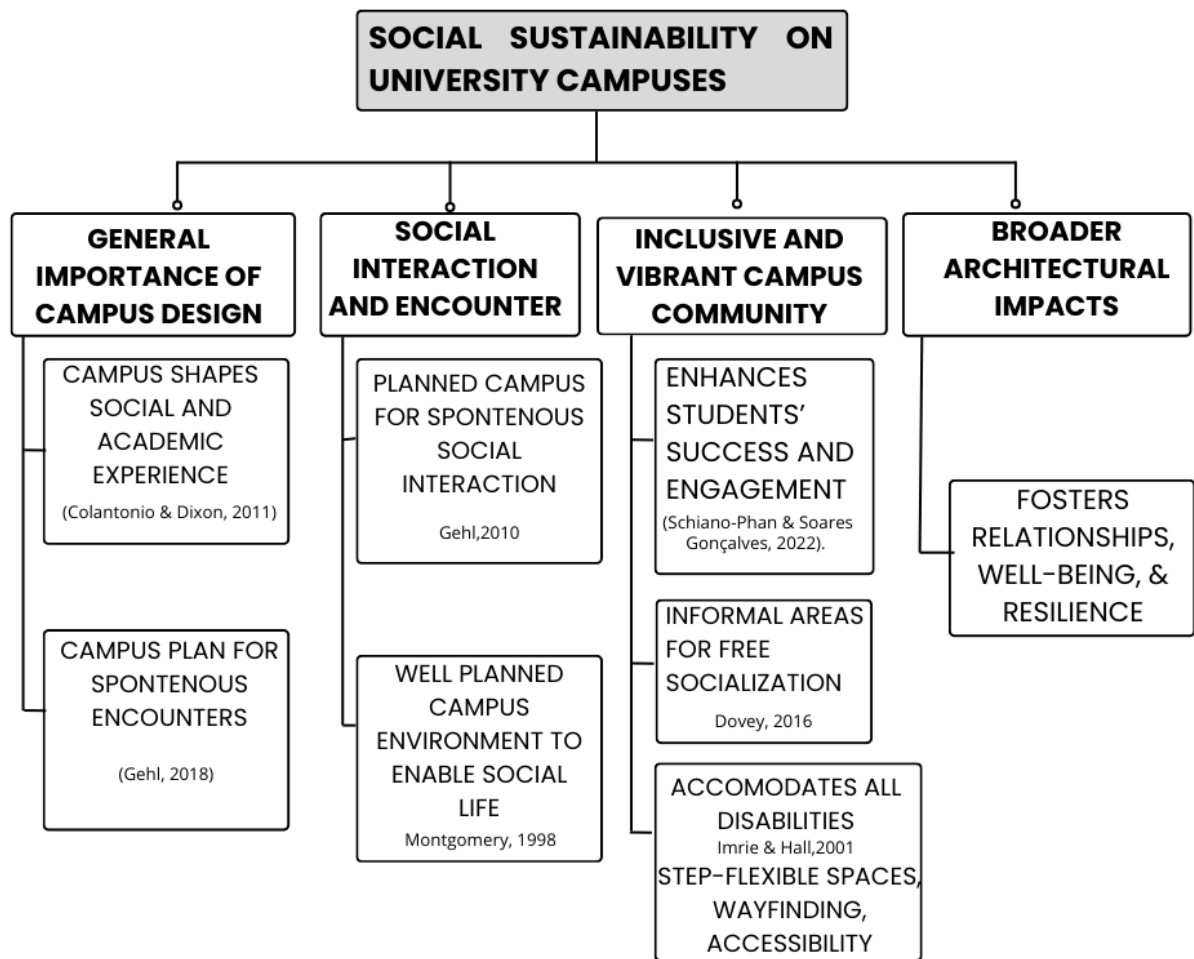 SOCIAL SUSTAINABILITY ON
UNIVERSITY CAMPUSES
GENERAL
IMPORTANCE OF
CAMPUS DESIGN
CAMPUS SHAPES
SOCIAL AND
ACADEMIC
EXPERIENCE
(Colantonio & Dixon, 2011)
CAMPUS PLAN FOR
SPONTENOUS
ENCOUNTERS
(Gehl, 2018)
SOCIAL
INTERACTION
AND ENCOUNTER
PLANNED CAMPUS
FOR SPONTENOUS
SOCIAL
INTERACTION
Gehl,2010
WELL PLANNED
CAMPUS
ENVIRONMENT TO
ENABLE SOCIAL
LIFE
Montgomery, 1998
INCLUSIVE AND
VIBRANT CAMPUS
COMMUNITY
ENHANCES
STUDENTS’
SUCCESS AND
ENGAGEMENT
(Schiano-Phan & Soares
Gonçalves, 2022).
INFORMAL AREAS
FOR FREE
SOCIALIZATION
Dovey, 2016
ACCOMODATES ALL
DISABILITIES
Imrie & Hall,2001
STEP-FLEXIBLE SPACES,
WAYFINDING,
ACCESSIBILITY
BROADER
ARCHITECTURAL
IMPACTS
FOSTERS
RELATIONSHIPS,
WELL-BEING, &
RESILIENCE